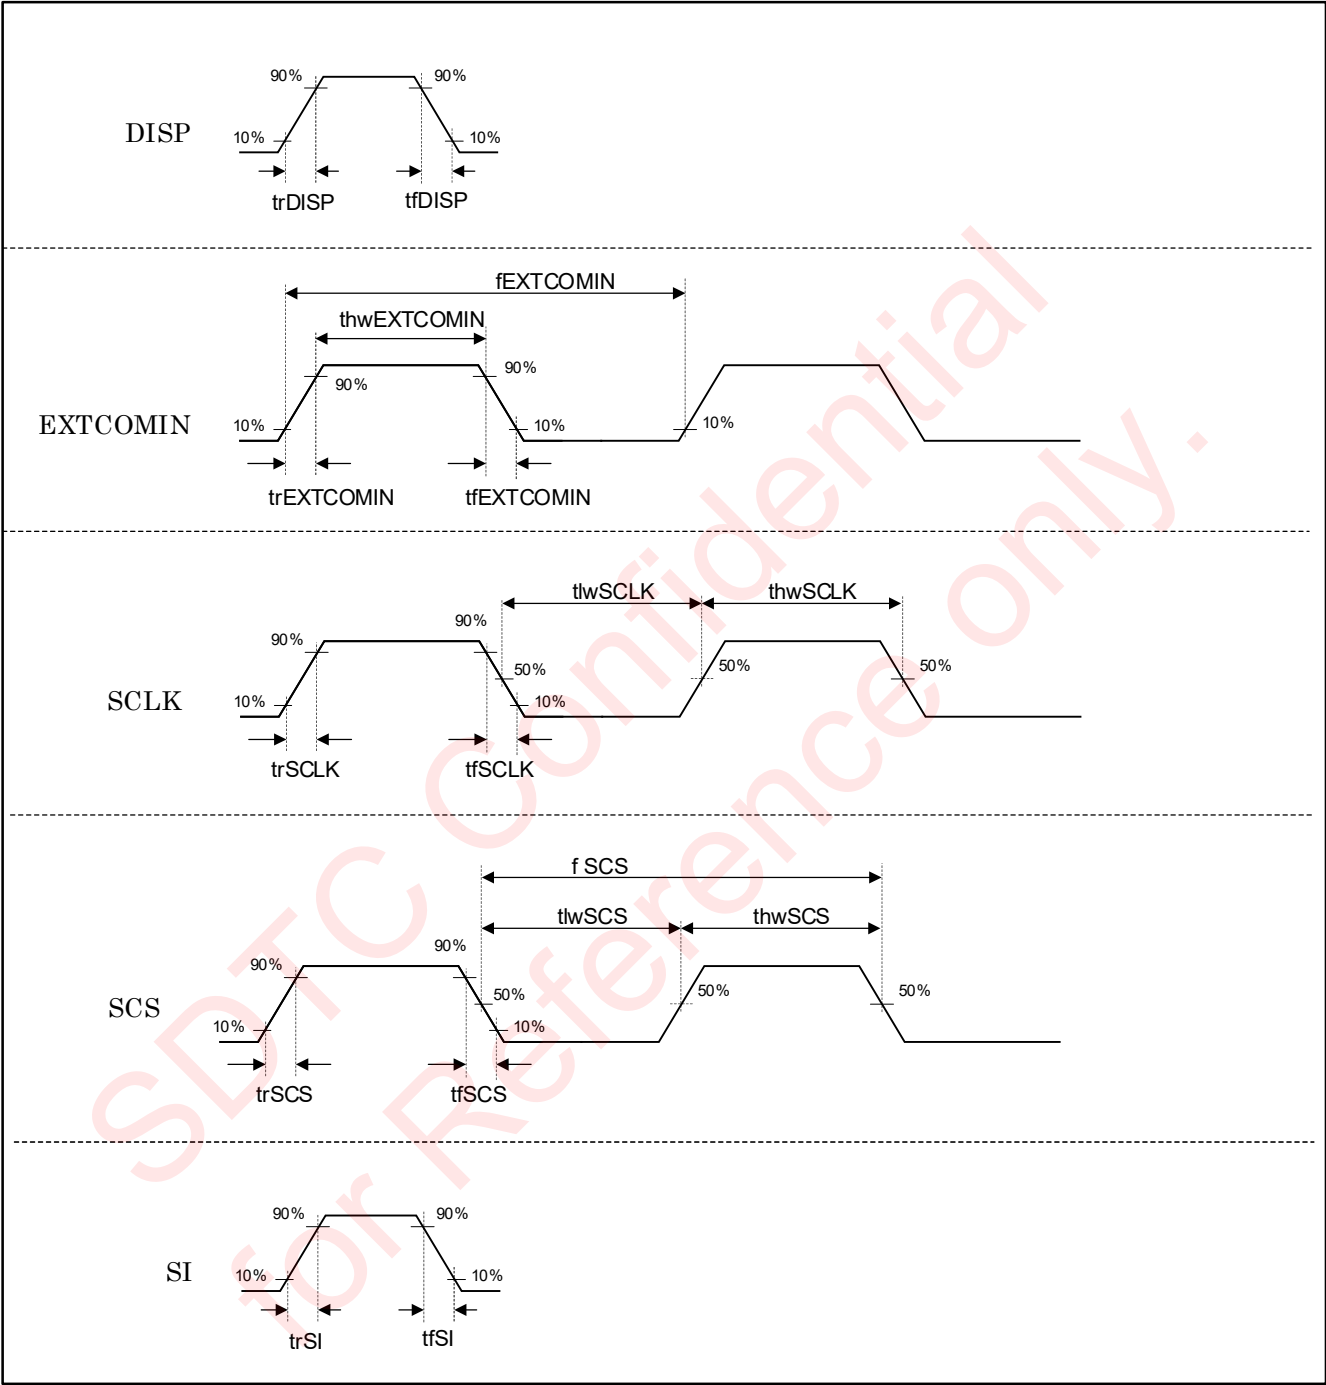 90% 90%
DISP 10% 10%
trDISP tfDISP
fEXTCOMIN
thwEXTCOMIN
90% 90%
EXTCOMIN 10% 10% 10%
trEXTCOMIN tfEXTCOMIN
tlwSCLK thwSCLK
90% 90%
50% 50% 50%
SCLK 10% 10%
trSCLK tfSCLK
f SCS
tlwSCS thwSCS
90% 90%
50% 50% 50%
SCS 10% 10%
trSCS tfSCS
90% 90%
SI 10% 10%
trSI tfSI
SDTC Confidential
for Reference only.